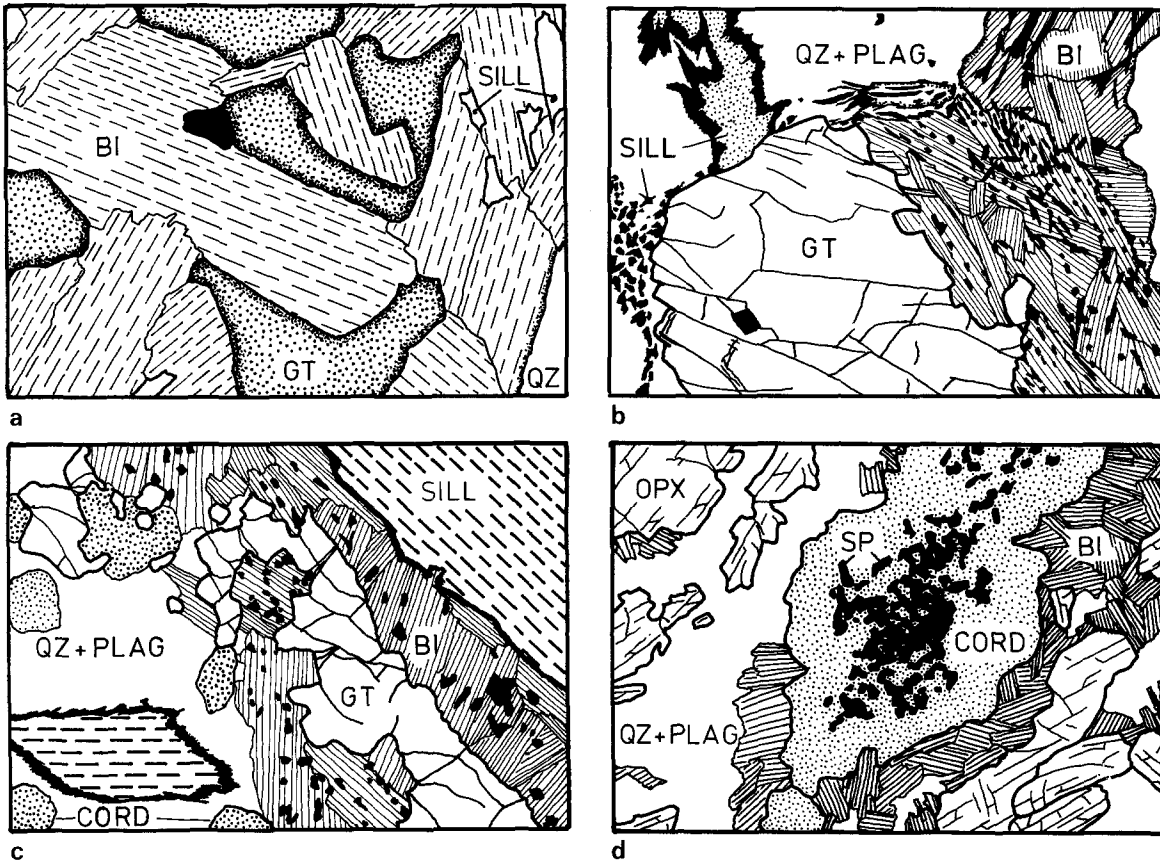 SILL
BI
GT
QZ
a
QZ+PLAG
BI
SILL
GT
b
SILL
QZ+PLAG
BI
GT
CORD
c
OPX
SP
BI
CORD
QZ+PLAG
d